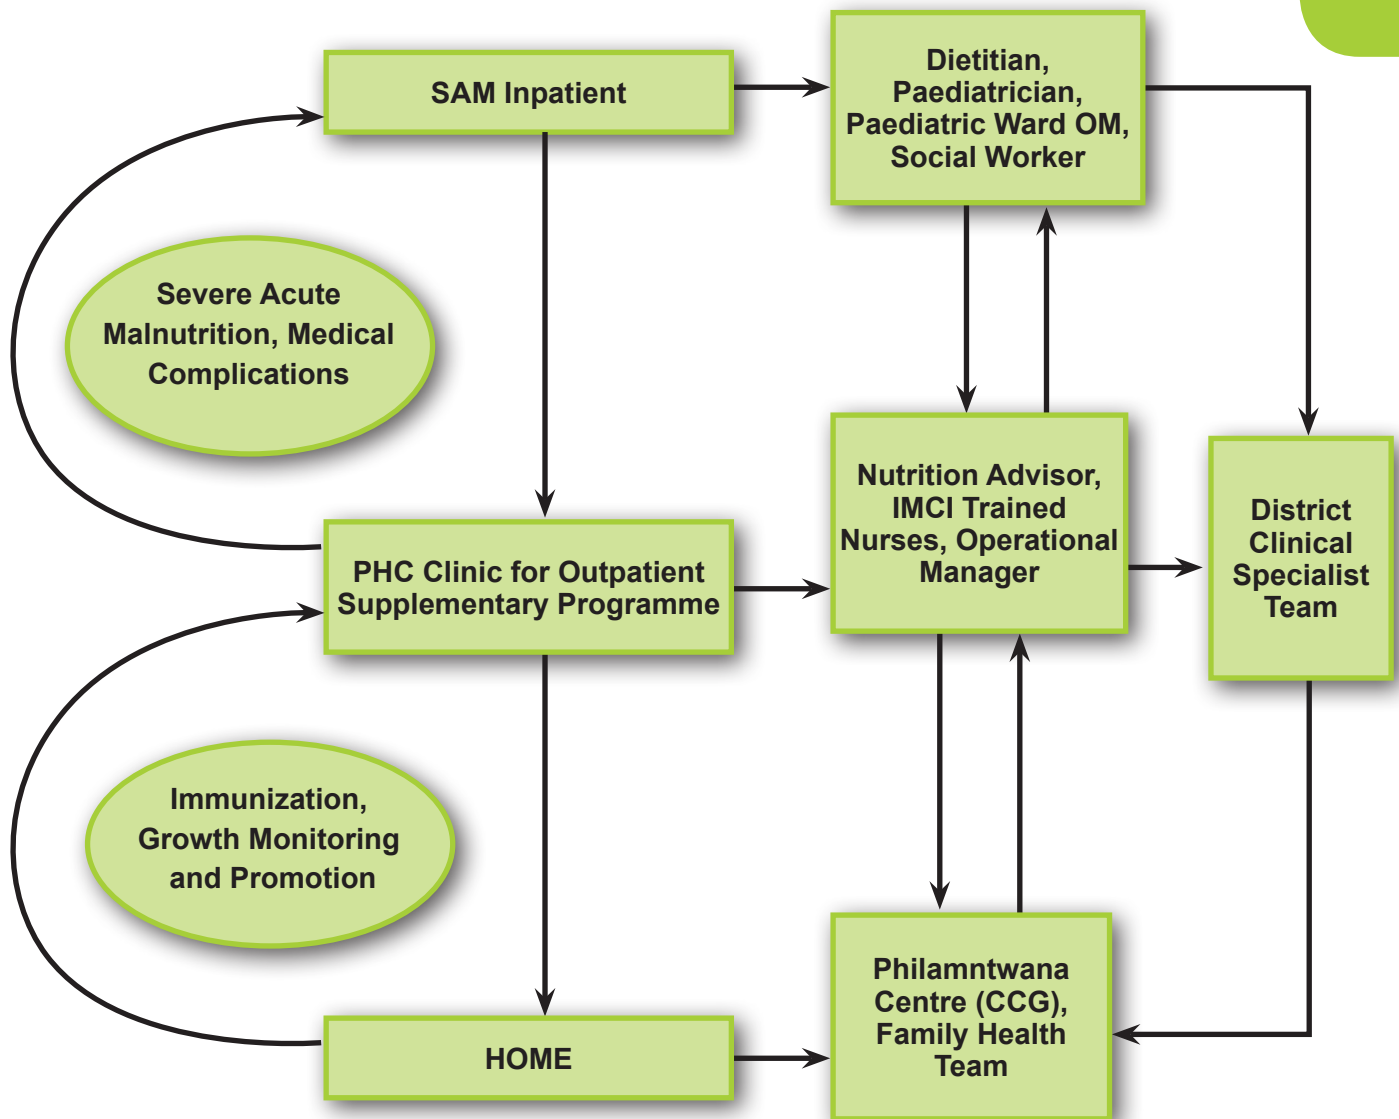 SAM Inpatient
Dietitian,
Paediatrician,
Paediatric Ward OM,
Social Worker
Severe Acute
Malnutrition, Medical
Complications
PHC Clinic for Outpatient
Supplementary Programme
Nutrition Advisor,
IMCI Trained
Nurses, Operational
Manager
District
Clinical
Specialist
Team
Immunization,
Growth Monitoring
and Promotion
HOME
Philamntwana
Centre (CCG),
Family Health
Team